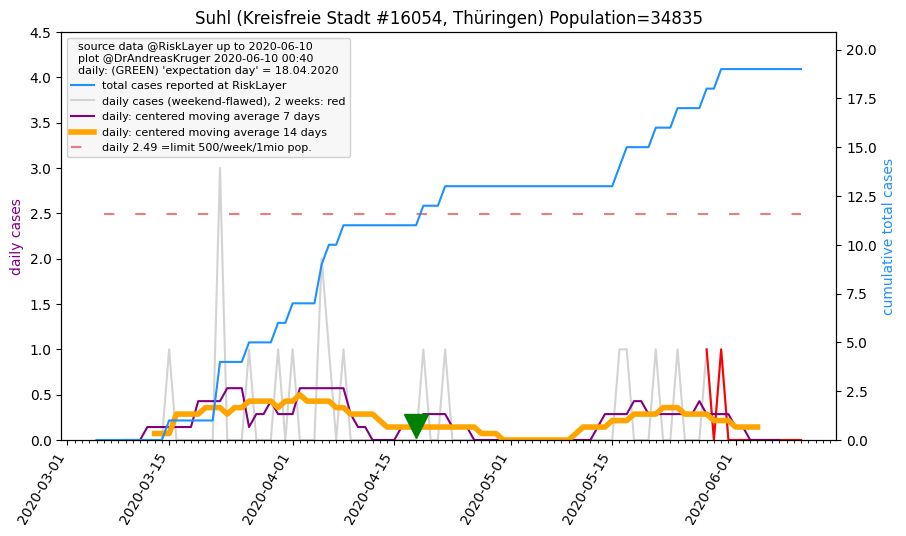 Suhl (Kreisfreie Stadt #16054, Thüringen) Population=34835
source data @RiskLayer up to 2020-06-10
plot @DrAndreasKruger 2020-06-10 00:40
daily: (GREEN) 'expectation day' = 18.04.2020
total cases reported at RiskLayer
daily cases (weekend-flawed), 2 weeks: red
daily: centered moving average 7 days
daily: centered moving average 14 days
daily 2.49 =limit 500/week/1mio pop.
daily cases
4.5
4.0
3.5
3.0
2.5
2.0
1.5
1.0
0.5
0.0
20.0
17.5
15.0
12.5
10.0
7.5
5.0
2.5
0.0
cumulative total cases
2020-03-01
2020-03-15
2020-04-01
2020-04-15
2020-05-01
2020-05-15
2020-06-01